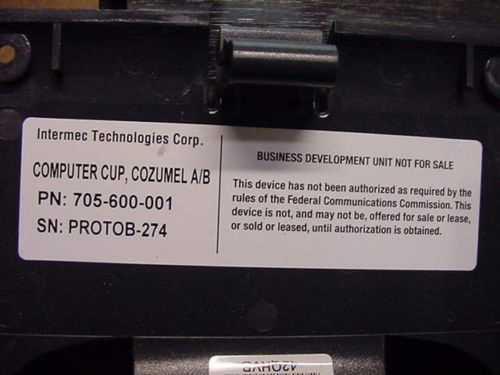 Intermec Technologies Corp.
COMPUTER CUP, COZUMEL A/B
PN: 705-600-001
SN: PROTOB-274
BUSINESS DEVELOPMENT UNIT NOT FOR SALE
This device has not been authorized as required by the
rules of the Federal Communications Commission. This
device is not, and may not be, offered for sale or lease,
or sold or leased, until authorization is obtained.